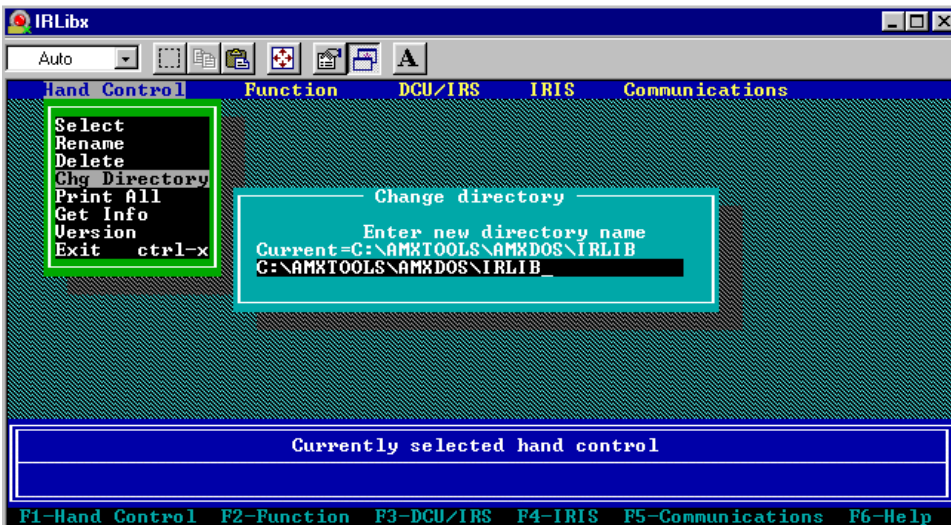 IRLibx
Auto A
Hand Control Function DCU/IRS IRIS Communications
Select
Rename
Delete
Chg Directory
Print All
Get Info
Version
Exit ctrl-x
Change directory
Enter new directory name
Current=C:\AMXTOOLS\AMXDOS\IRLIB
C:\AMXTOOLS\AMXDOS\IRLIB_
Currently selected hand control
F1-Hand Control F2-Function F3-DCU/IRS F4-IRIS F5-Communications F6-Help